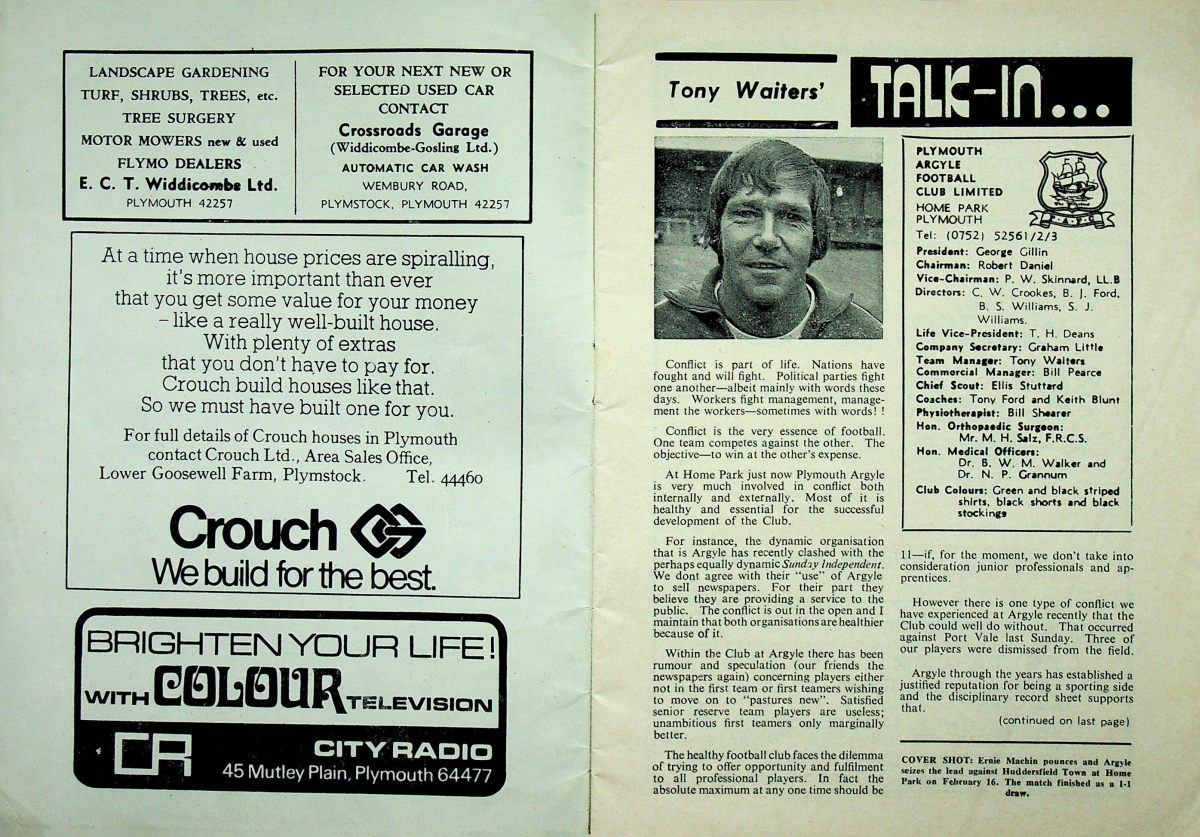 LANDSCAPE GARDENING
TURF, SHRUBS, TREES, etc.
TREE SURGERY
MOTOR MOWERS new & used
FLYMO DEALERS
E. C. T. Widdicombe Ltd.
PLYMOUTH 42257
FOR YOUR NEXT NEW OR
SELECTED USED CAR
CONTACT
Crossroads Garage
(Widdicombe-Gosling Ltd.)
AUTOMATIC CAR WASH
WEMBURY ROAD,
PLYMSTOCK, PLYMOUTH 42257
At a time when house prices are spiralling,
it's more important than ever
that you get some value for your money
– like a really well-built house.
With plenty of extras
that you don't have to pay for.
Crouch build houses like that.
So we must have built one for you.
For full details of Crouch houses in Plymouth
contact Crouch Ltd., Area Sales Office,
Lower Goosewell Farm, Plymstock. Tel. 44460
Crouch
We build for the best.
BRIGHTEN YOUR LIFE!
WITH COLOUR TELEVISION
CR
CITY RADIO
45 Mutley Plain, Plymouth 64477
Tony Waiters'
TALK-IN...
Conflict is part of life. Nations have
fought and will fight. Political parties fight
one another—albeit mainly with words these
days. Workers fight management, manage-
ment the workers—sometimes with words! !
Conflict is the very essence of football.
One team competes against the other. The
objective—to win at the other's expense.
At Home Park just now Plymouth Argyle
is very much involved in conflict both
internally and externally. Most of it is
healthy and essential for the successful
development of the Club.
For instance, the dynamic organisation
that is Argyle has recently clashed with the
perhaps equally dynamic Sunday Independent.
We dont agree with their "use" of Argyle
to sell newspapers. For their part they
believe they are providing a service to the
public. The conflict is out in the open and I
maintain that both organisations are healthier
because of it.
Within the Club at Argyle there has been
rumour and speculation (our friends the
newspapers again) concerning players either
not in the first team or first teamers wishing
to move on to "pastures new". Satisfied
senior reserve team players are useless;
unambitious first teamers only marginally
better.
The healthy football club faces the dilemma
of trying to offer opportunity and fulfilment
to all professional players. In fact the
absolute maximum at any one time should be
PLYMOUTH
ARGYLE
FOOTBALL
CLUB LIMITED
HOME PARK
PLYMOUTH
P.A.F.C
Tel: (0752) 52561/2/3
President: George Gillin
Chairman: Robert Daniel
Vice-Chairman: P. W. Skinnard, LL.B
Directors: C. W. Crookes, B. J. Ford,
B. S. Williams, S. J.
Williams.
Life Vice-President: T. H. Deans
Company Secretary: Graham Little
Team Manager: Tony Waiters
Commercial Manager: Bill Pearce
Chief Scout: Ellis Stuttard
Coaches: Tony Ford and Keith Blunt
Physiotherapist: Bill Shearer
Hon. Orthopaedic Surgeon:
Mr. M. H. Salz, F.R.C.S.
Hon. Medical Officers:
Dr. B. W. M. Walker and
Dr. N. P. Grannum
Club Colours: Green and black striped
shirts, black shorts and black
stockings
11—if, for the moment, we don't take into
consideration junior professionals and ap-
prentices.
However there is one type of conflict we
have experienced at Argyle recently that the
Club could well do without. That occurred
against Port Vale last Sunday. Three of
our players were dismissed from the field.
Argyle through the years has established a
justified reputation for being a sporting side
and the disciplinary record sheet supports
that.
(continued on last page)
COVER SHOT: Ernie Machin pounces and Argyle
seizes the lead against Huddersfield Town at Home
Park on February 16. The match finished as a 1-1
draw.